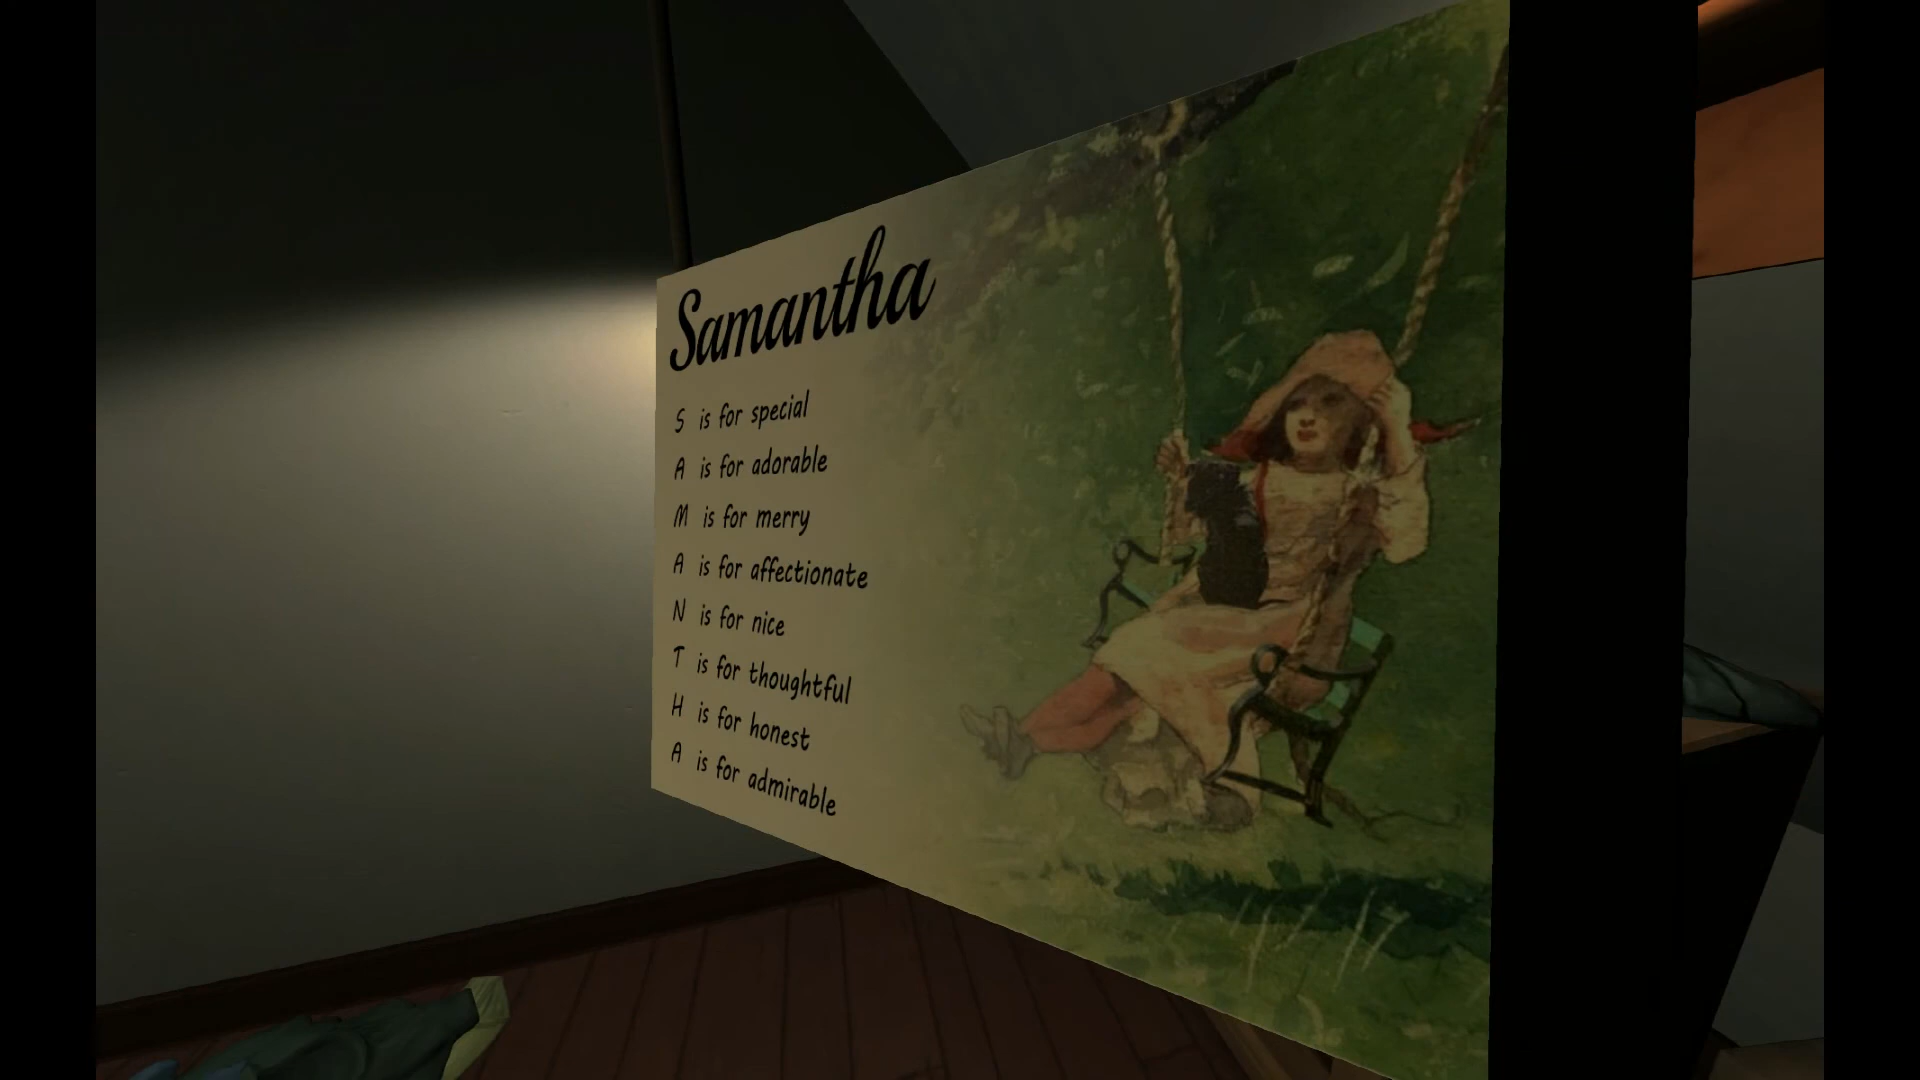 Samantha
S is for special
A is for adorable
M is for merry
A is for affectionate
N is for nice
T is for thoughtful
H is for honest
A is for admirable